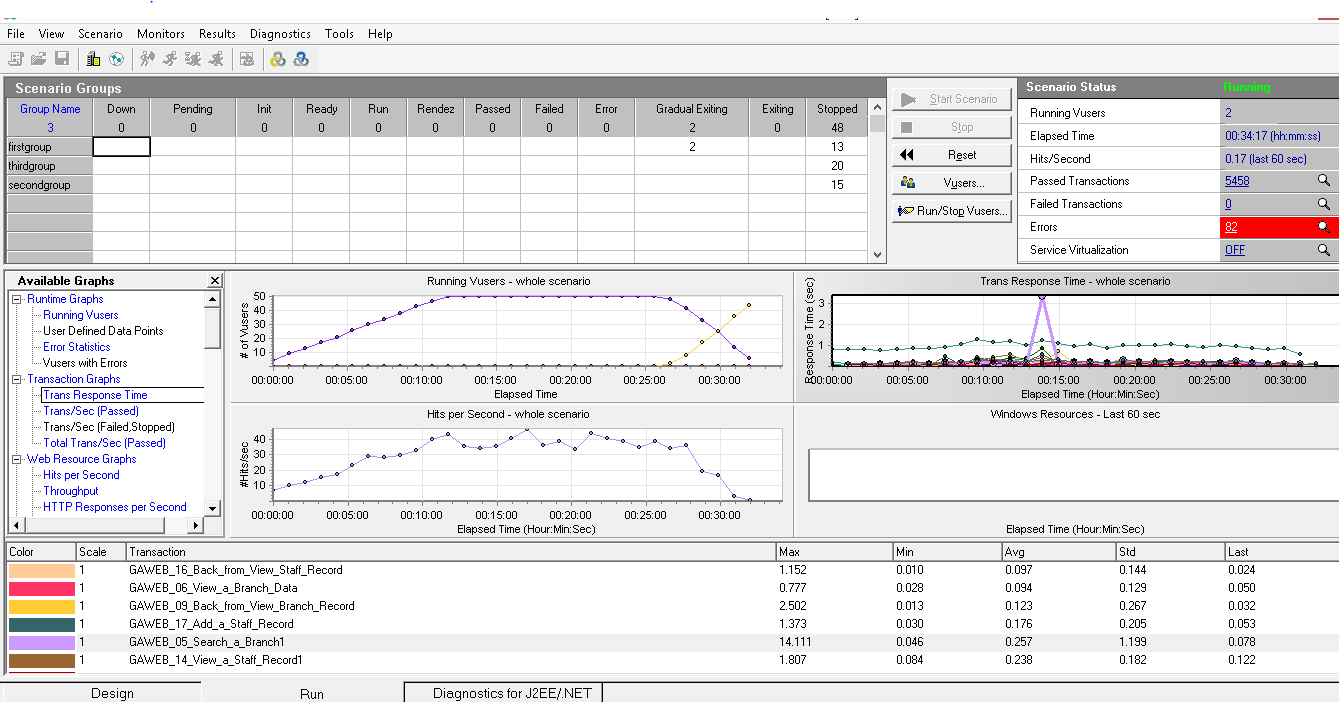 File View Scenario Monitors Results Diagnostics Tools Help
Scenario Groups
Group Name Down Pending Init Ready Run Rendez Passed Failed Error Gradual Exiting Exiting Stopped
3 0 0 0 0 0 0 0 0 0 2 0 48
firstgroup 2 13
thirdgroup 20
secondgroup 15
Start Scenario
Stop
Reset
Vusers...
Run/Stop Vusers...
Scenario Status Running
Running Vusers 2
Elapsed Time 00:34:17 (hh:mm:ss)
Hits/Second 0.17 (last 60 sec)
Passed Transactions 5458
Failed Transactions 0
Errors 82
Service Virtualization OFF
Available Graphs
Runtime Graphs
Running Vusers
User Defined Data Points
Error Statistics
Vusers with Errors
Transaction Graphs
Trans Response Time
Trans/Sec (Passed)
Trans/Sec (Failed,Stopped)
Total Trans/Sec (Passed)
Web Resource Graphs
Hits per Second
Throughput
HTTP Responses per Second
Running Vusers - whole scenario
# of Vusers
50
40
30
20
10
00:00:00 00:05:00 00:10:00 00:15:00 00:20:00 00:25:00 00:30:00
Elapsed Time
Trans Response Time - whole scenario
Response Time (sec)
3
2
1
00:00:00 00:05:00 00:10:00 00:15:00 00:20:00 00:25:00 00:30:00
Elapsed Time (Hour:Min:Sec)
Hits per Second - whole scenario
#Hits/sec
40
30
20
10
00:00:00 00:05:00 00:10:00 00:15:00 00:20:00 00:25:00 00:30:00
Elapsed Time (Hour:Min:Sec)
Windows Resources - Last 60 sec
Elapsed Time (Hour:Min:Sec)
Color Scale Transaction Max Min Avg Std Last
1 GAWEB_16_Back_from_View_Staff_Record 1.152 0.010 0.097 0.144 0.024
1 GAWEB_06_View_a_Branch_Data 0.777 0.028 0.094 0.129 0.050
1 GAWEB_09_Back_from_View_Branch_Record 2.502 0.013 0.123 0.267 0.032
1 GAWEB_17_Add_a_Staff_Record 1.373 0.030 0.176 0.205 0.053
1 GAWEB_05_Search_a_Branch1 14.111 0.046 0.257 1.199 0.078
1 GAWEB_14_View_a_Staff_Record1 1.807 0.084 0.238 0.182 0.122
Design Run Diagnostics for J2EE/.NET